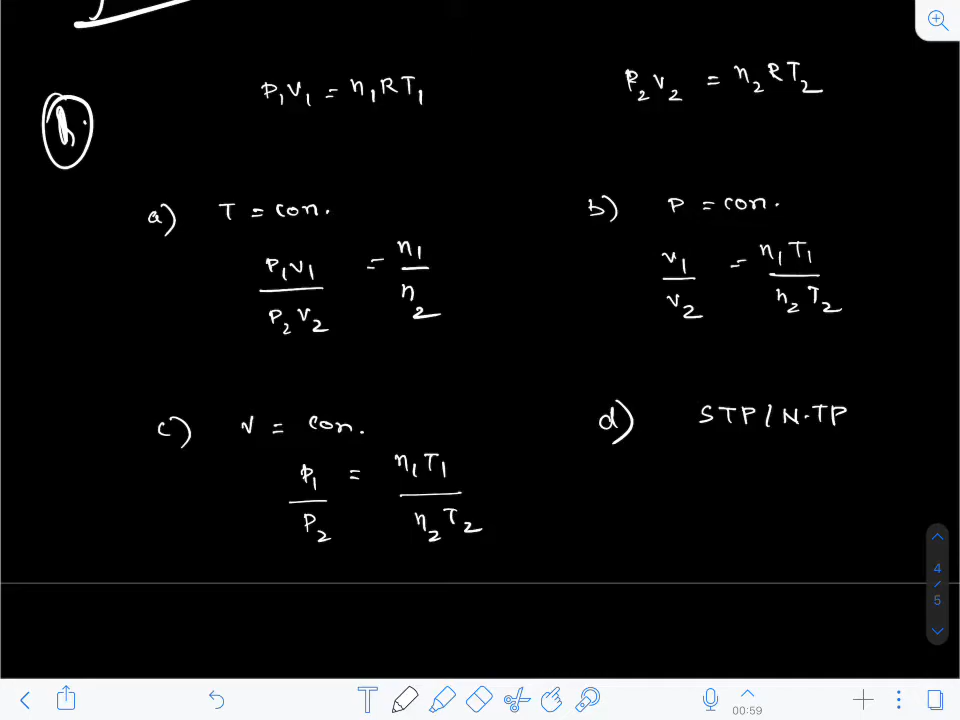 P₁V₁ = n₁RT₁
P₂V₂ = n₂RT₂
a) T = con.
P₁V₁/P₂V₂ = n₁/n₂
b) P = con.
V₁/V₂ = n₁T₁/n₂T₂
c) V = con.
P₁/P₂ = n₁T₁/n₂T₂
d) STP/N.TP
4
/
5
T
00:59